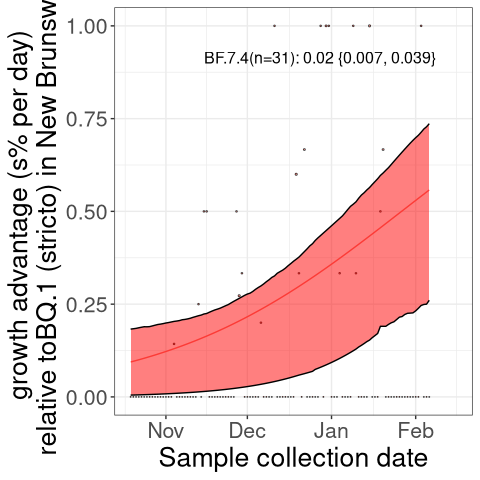 growth advantage (s% per day)
relative toBQ.1 (stricto) in New Brunsw
1.00
0.75
0.50
0.25
0.00
BF.7.4(n=31): 0.02 {0.007, 0.039}
Nov Dec Jan Feb
Sample collection date